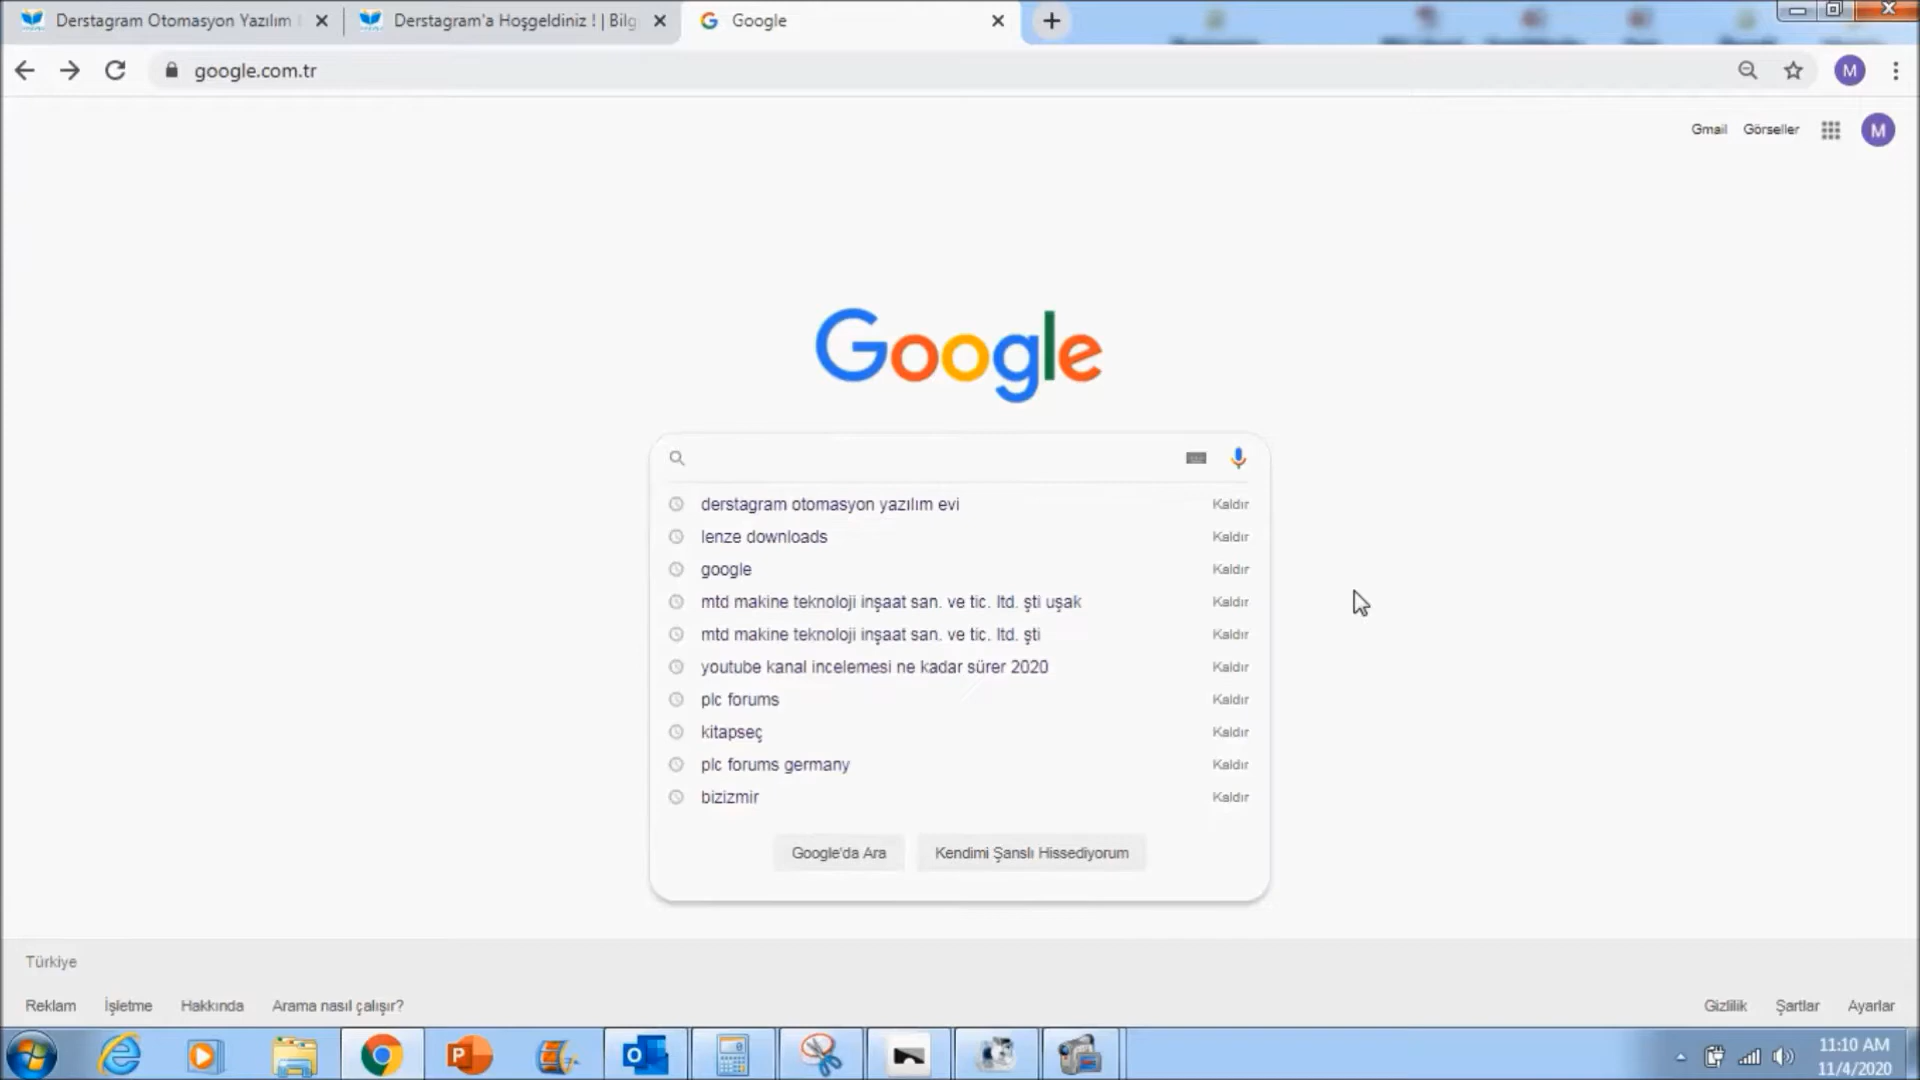 Derstagram Otomasyon Yazılım
Derstagram'a Hoşgeldiniz ! | Bilg
Google
google.com.tr
M
Gmail Görseller
M
Google
derstagram otomasyon yazılım evi Kaldır
lenze downloads Kaldır
google Kaldır
mtd makine teknoloji inşaat san. ve tic. ltd. şti uşak Kaldır
mtd makine teknoloji inşaat san. ve tic. ltd. şti Kaldır
youtube kanal incelemesi ne kadar sürer 2020 Kaldır
plc forums Kaldır
kitapseç Kaldır
plc forums germany Kaldır
bizizmir Kaldır
Google'da Ara Kendimi Şanslı Hissediyorum
Türkiye
Reklam İşletme Hakkında Arama nasıl çalışır? Gizlilik Şartlar Ayarlar
11:10 AM
11/4/2020